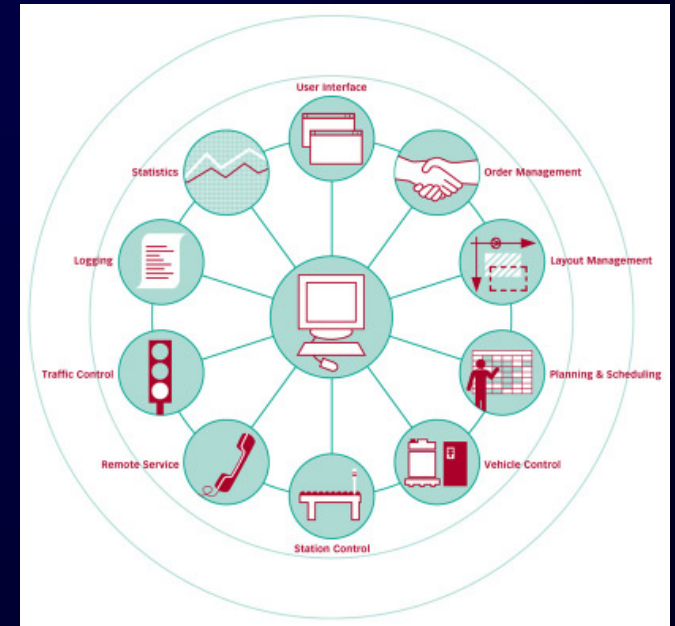 User Interface
Statistics
Order Management
Logging
Layout Management
Traffic Control
Planning & Scheduling
Remote Service
Vehicle Control
Station Control